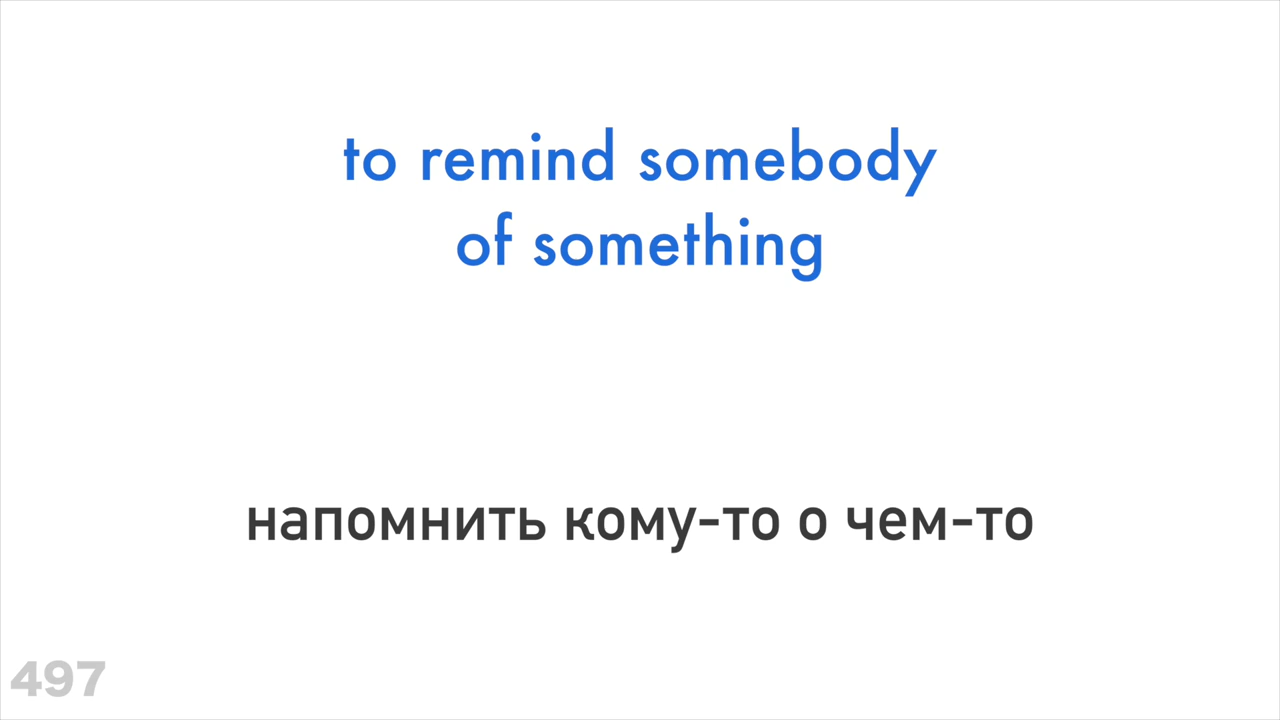 to remind somebody
of something
напомнить кому-то о чем-то
497